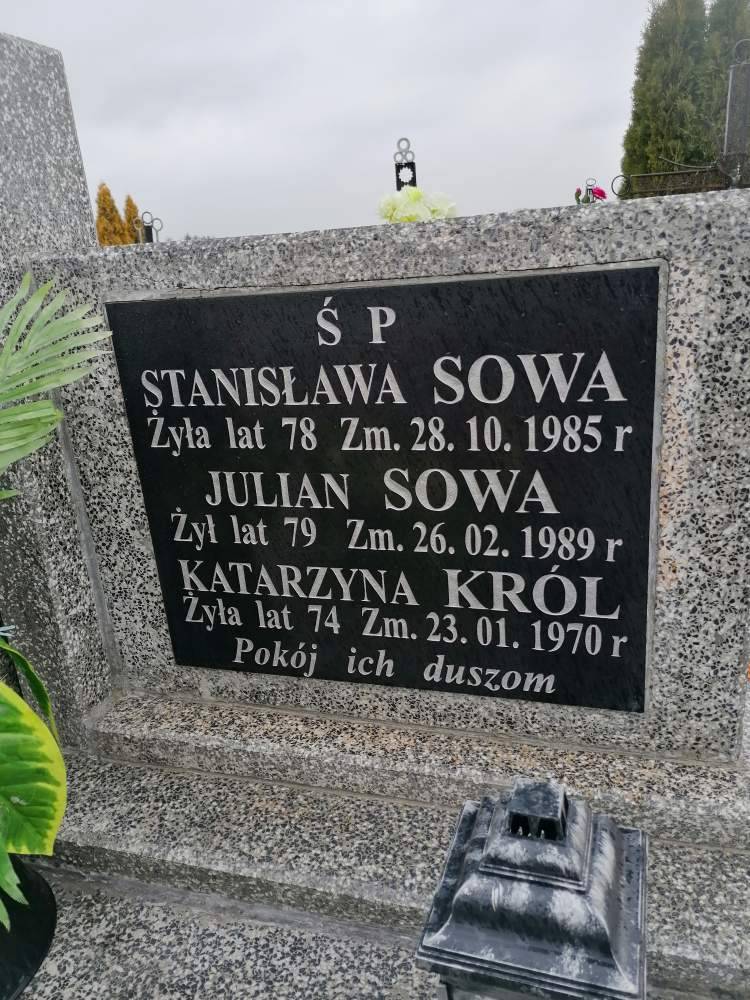 Ś P
STANISŁAWA SOWA
Żyła lat 78 Zm. 28. 10. 1985 r
JULIAN SOWA
Żył lat 79 Zm. 26. 02. 1989 r
KATARZYNA KRÓL
Żyła lat 74 Zm. 23. 01. 1970 r
Pokój ich duszom